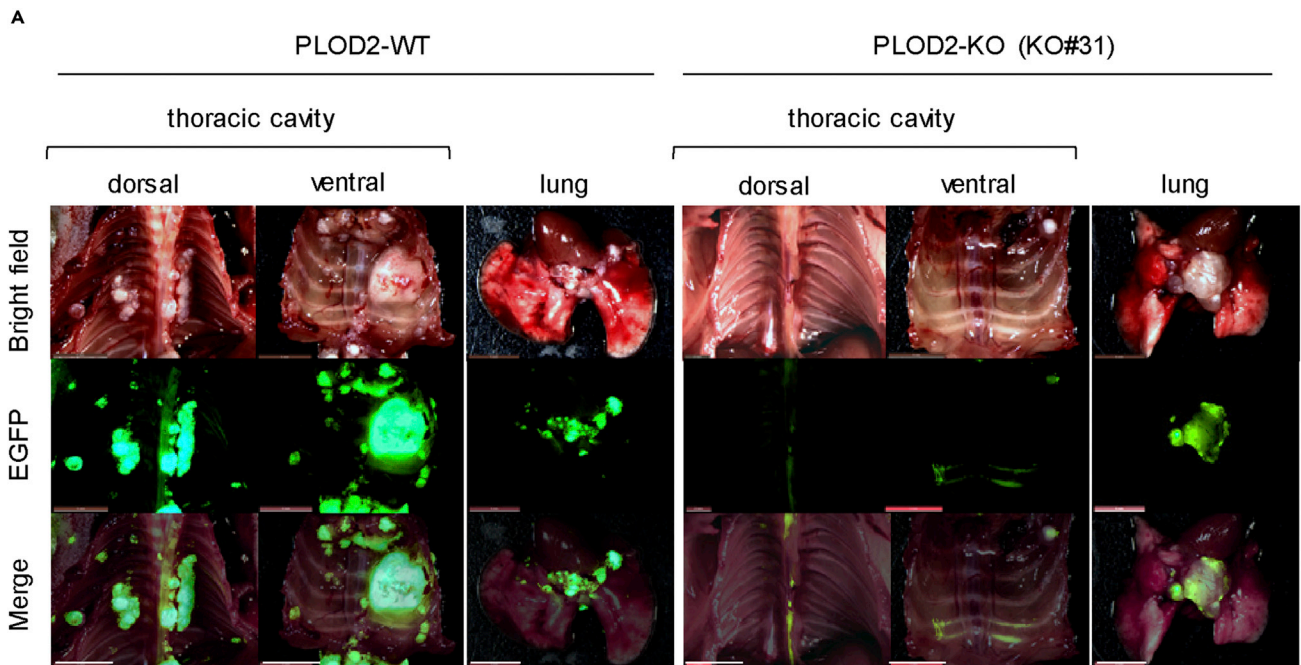 A
PLOD2-WT
PLOD2-KO (KO#31)
thoracic cavity
thoracic cavity
dorsal
ventral
lung
dorsal
ventral
lung
Bright field
EGFP
Merge